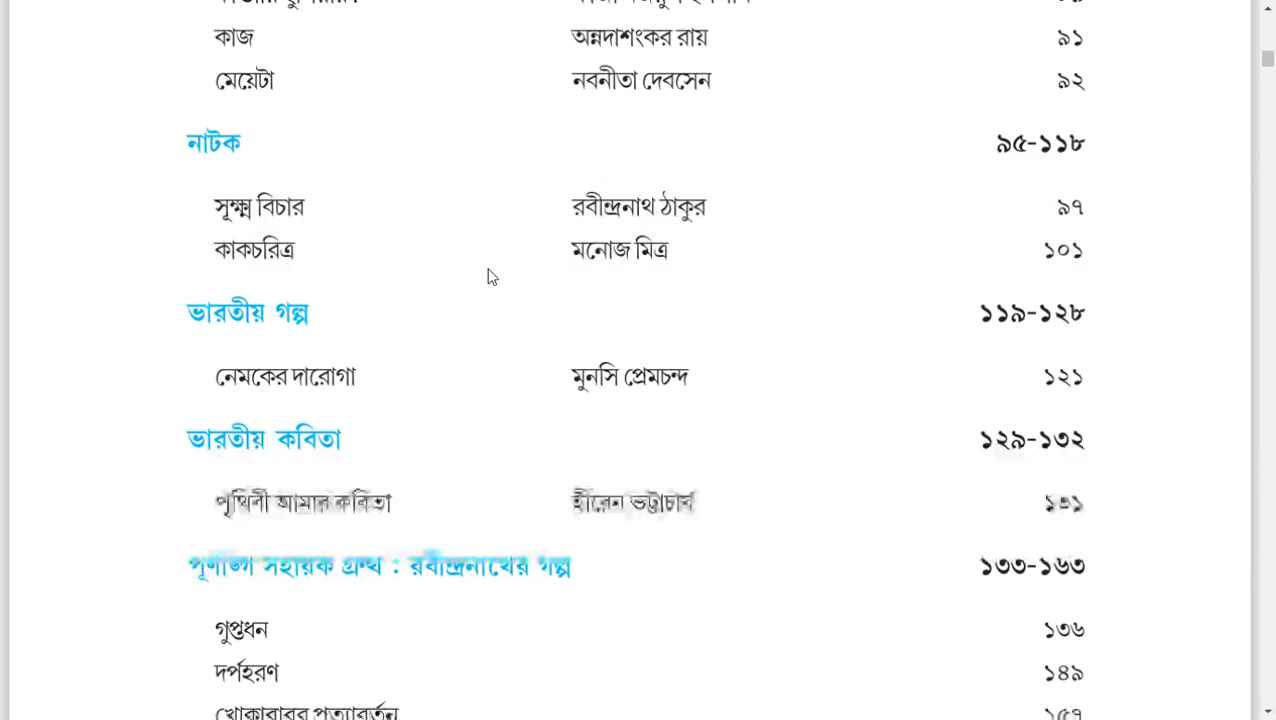 কাজ অন্নদাশংকর রায় ৯১
মেয়েটা নবনীতা দেবসেন ৯২
নাটক ৯৫-১১৮
সূক্ষ্ম বিচার রবীন্দ্রনাথ ঠাকুর ৯৭
কাকচরিত্র মনোজ মিত্র ১০১
ভারতীয় গল্প ১১৯-১২৮
নেমকের দারোগা মুনসি প্রেমচন্দ ১২১
ভারতীয় কবিতা ১২৯-১৩২
পৃথিবী আমার কবিতা হীরেন ভট্টাচার্য ১৩১
পূর্ণাঙ্গ সহায়ক গ্রন্থ : রবীন্দ্রনাথের গল্প ১৩৩-১৬৩
গুপ্তধন ১৩৬
দর্পহরণ ১৪৯
খোকাবাবুর প্রত্যাবর্তন ১৫৭